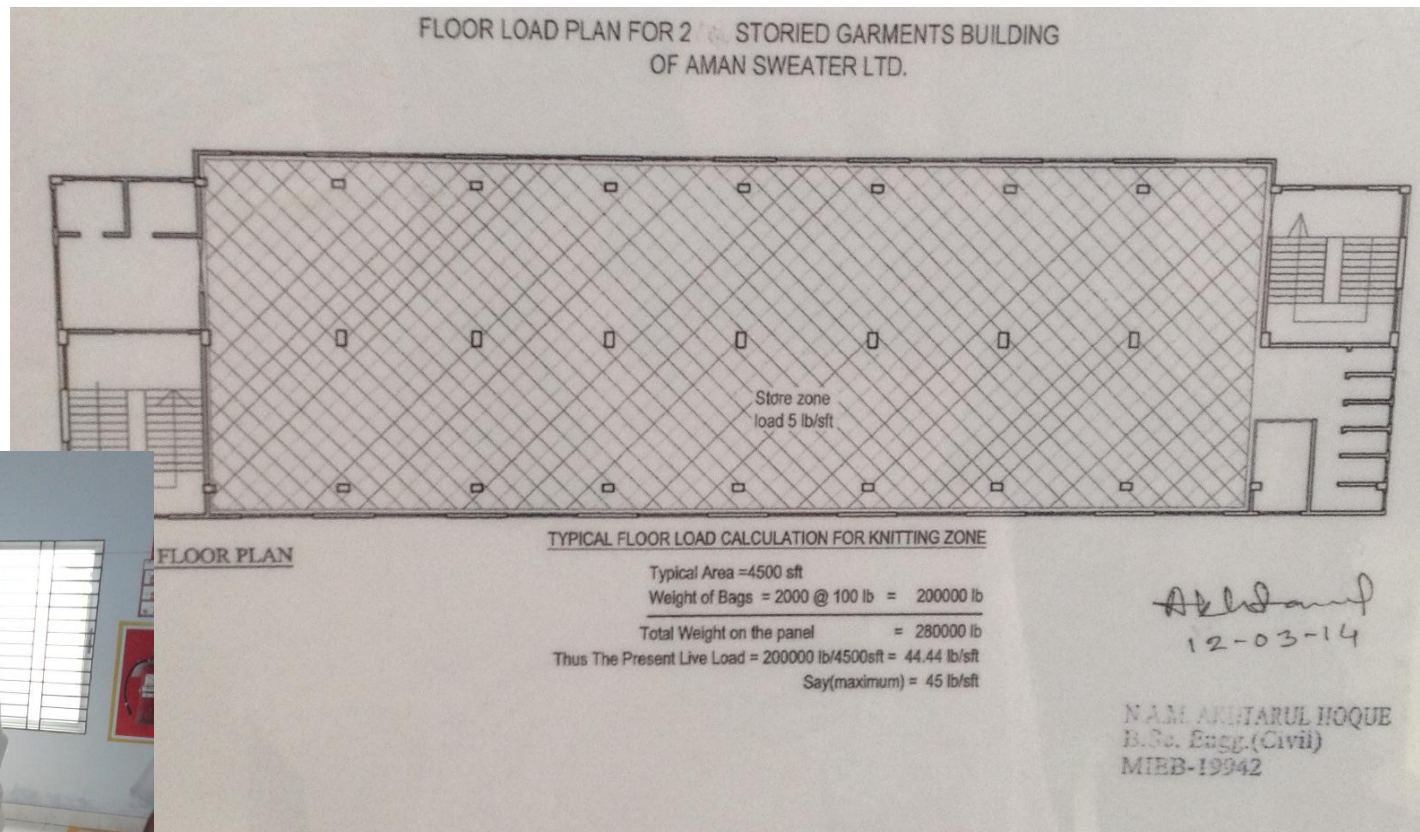 FLOOR LOAD PLAN FOR 2 STORIED GARMENTS BUILDING
OF AMAN SWEATER LTD.
Store zone
load 5 lb/sft
FLOOR PLAN
TYPICAL FLOOR LOAD CALCULATION FOR KNITTING ZONE
Typical Area =4500 sft
Weight of Bags = 2000 @ 100 lb = 200000 lb
Total Weight on the panel = 280000 lb
Thus The Present Live Load = 200000 lb/4500sft = 44.44 lb/sft
Say(maximum) = 45 lb/sft
12-03-14
N.A.M. AKHTARUL HOQUE
B.Sc. Engg.(Civil)
MIEB-19942